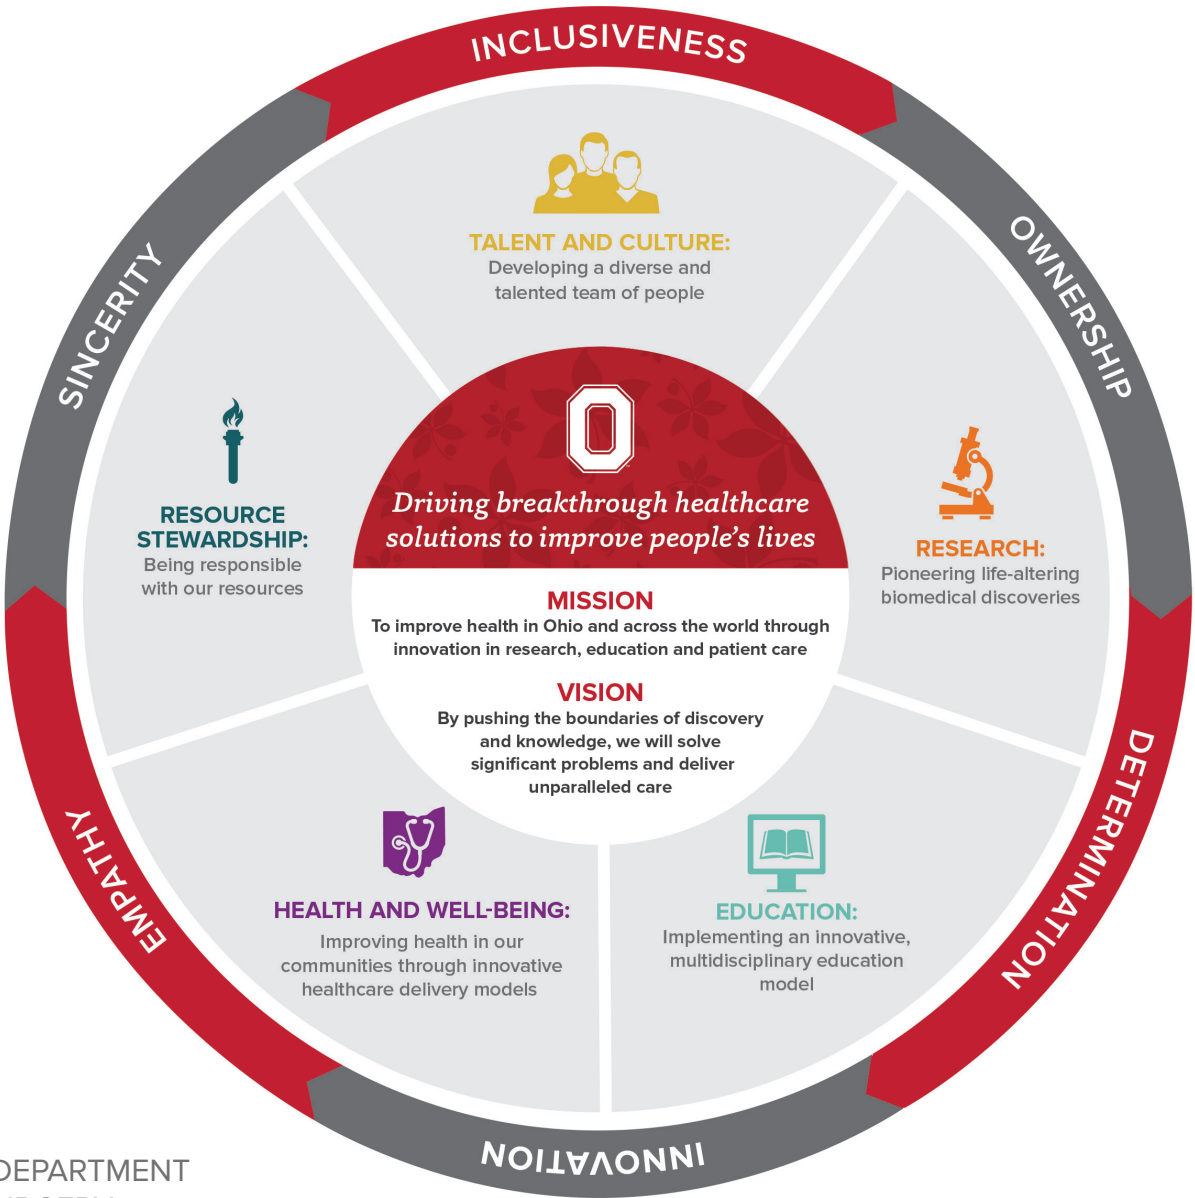 INCLUSIVENESS
OWNERSHIP
DETERMINATION
INNOVATION
EMPATHY
SINCERITY
TALENT AND CULTURE:
Developing a diverse and
talented team of people
RESEARCH:
Pioneering life-altering
biomedical discoveries
EDUCATION:
Implementing an innovative,
multidisciplinary education
model
HEALTH AND WELL-BEING:
Improving health in our
communities through innovative
healthcare delivery models
RESOURCE
STEWARDSHIP:
Being responsible
with our resources
O
Driving breakthrough healthcare
solutions to improve people's lives
MISSION
To improve health in Ohio and across the world through
innovation in research, education and patient care
VISION
By pushing the boundaries of discovery
and knowledge, we will solve
significant problems and deliver
unparalleled care
DEPARTMENT